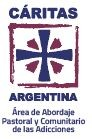 CÁRITAS
ARGENTINA
Área de Abordaje
Pastoral y Comunitario
de las Adicciones